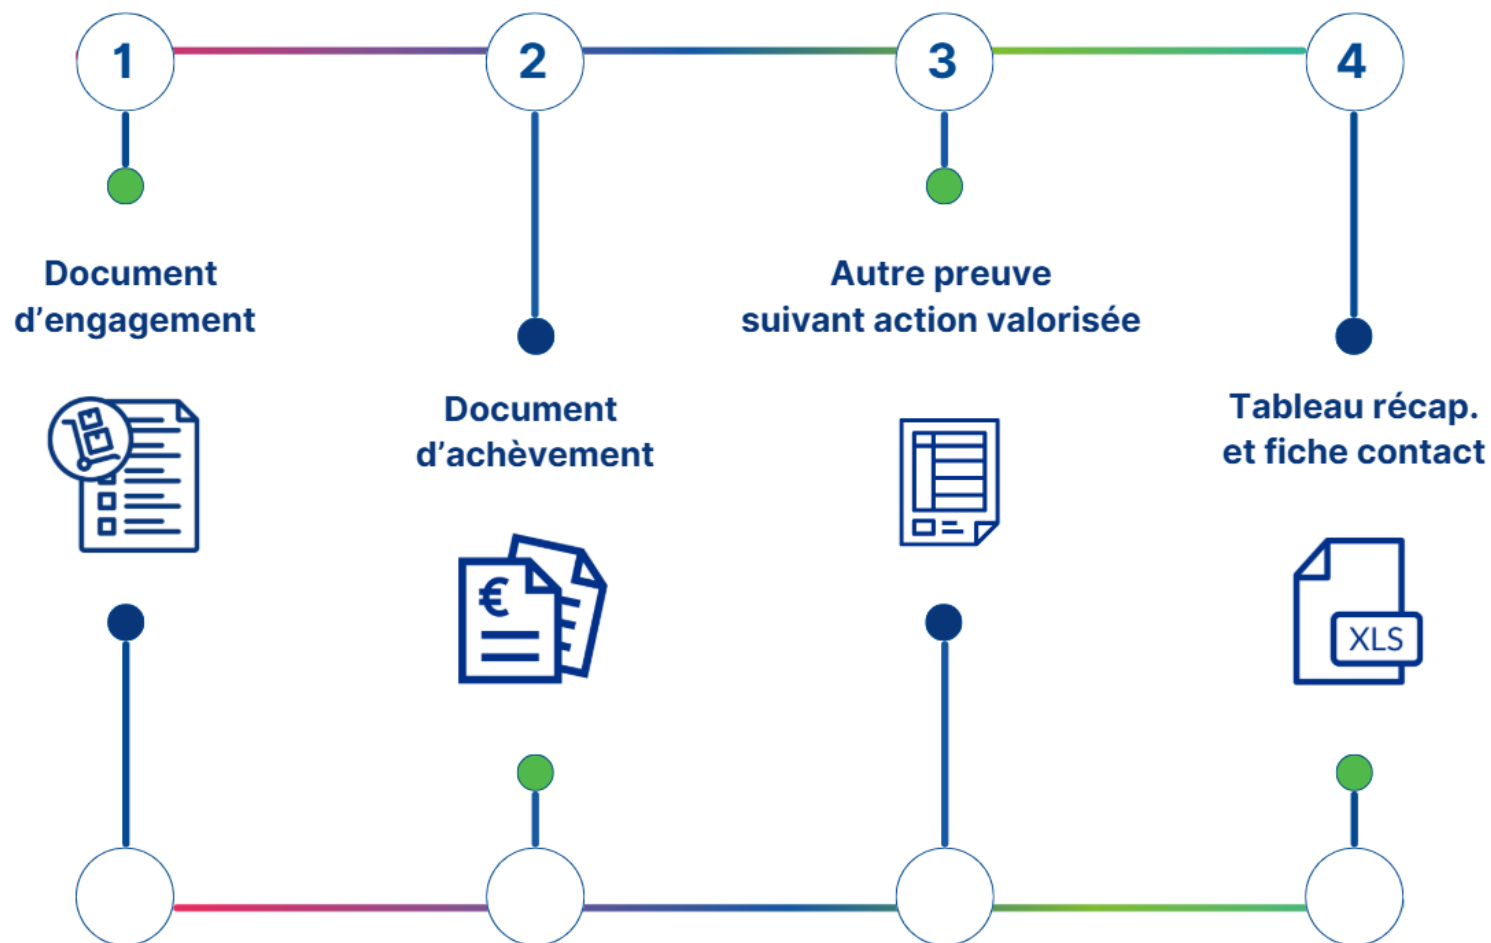 1
2
3
4
Document
d’engagement
Document
d’achèvement
€
Autre preuve
suivant action valorisée
Tableau récap.
et fiche contact
XLS